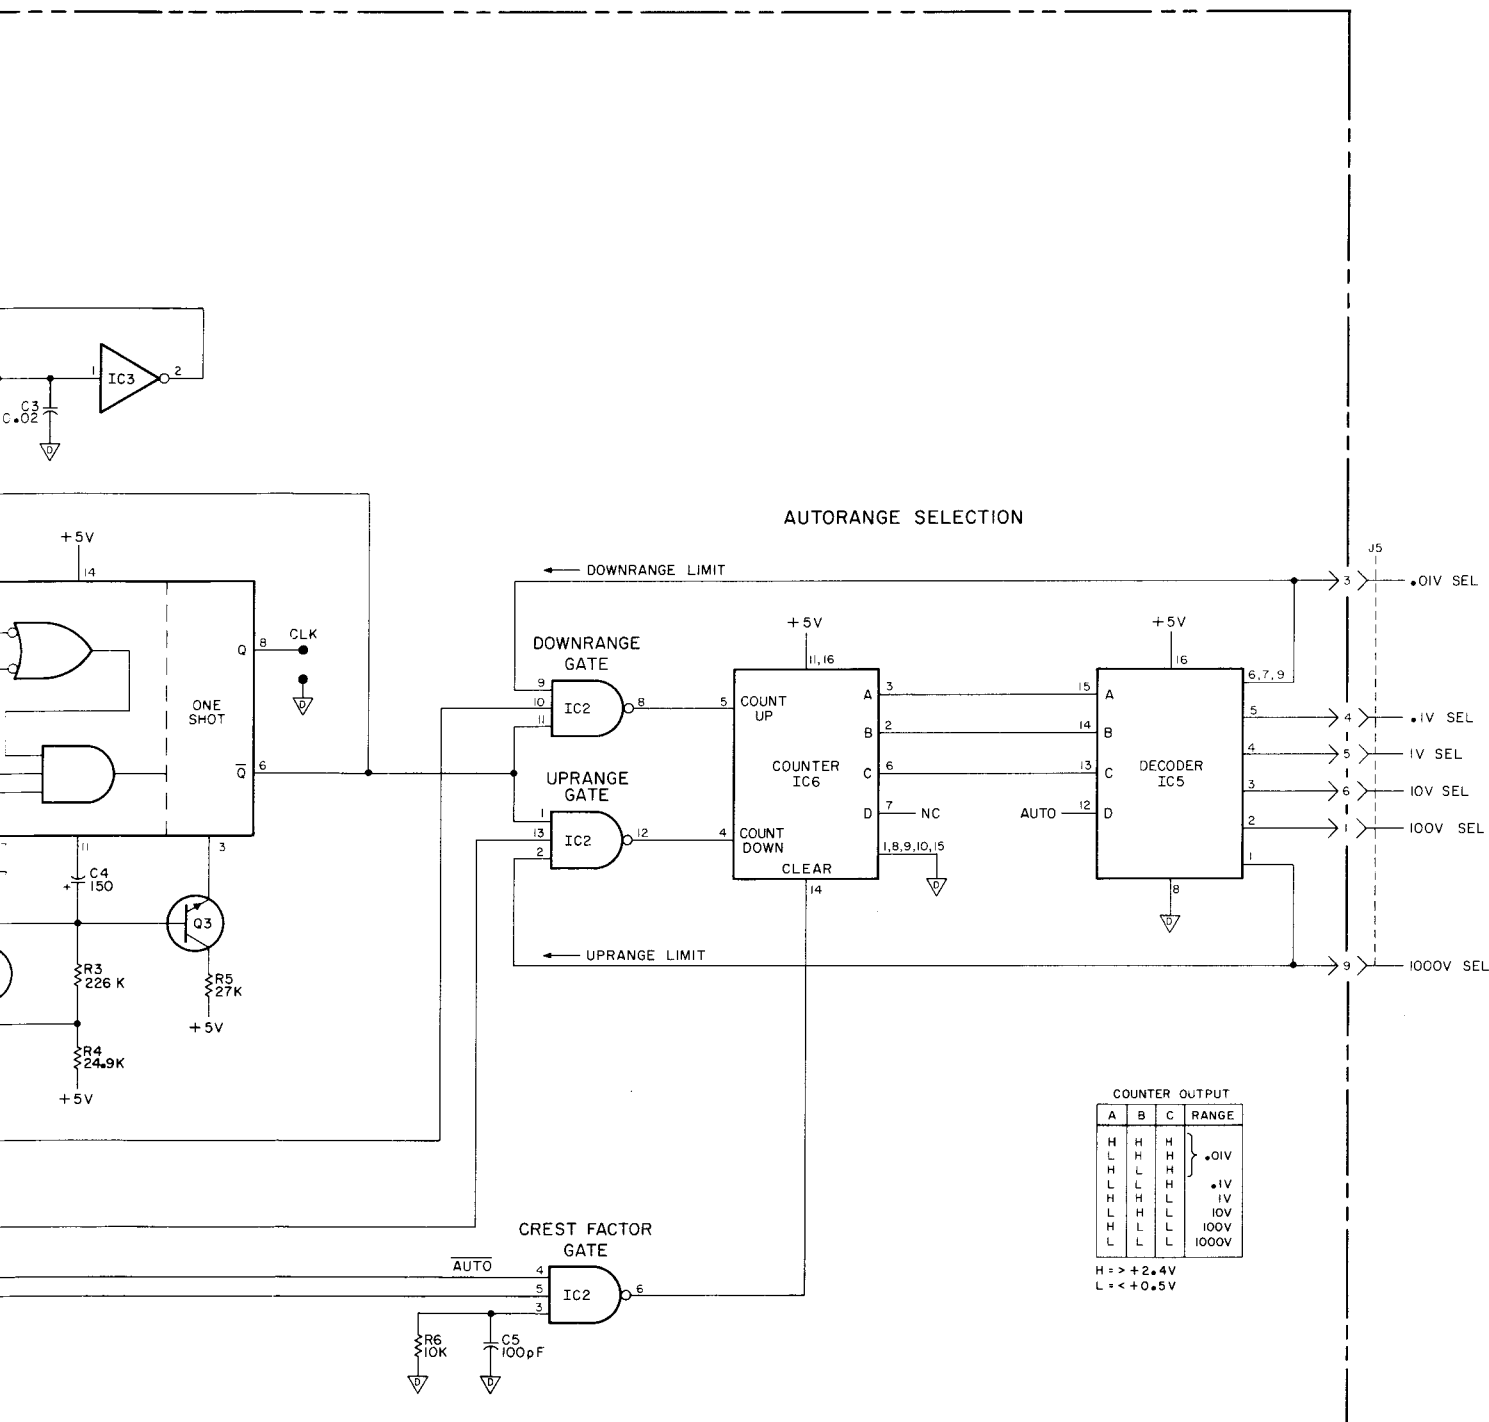 1
IC3
2
C3
.02
D
+5V
14
ONE
SHOT
Q
8
CLK
D
Q
6
11
3
C4
+
150
Q3
R3
226 K
R5
27K
+5V
R4
24.9K
+5V
AUTORANGE SELECTION
DOWNRANGE LIMIT
DOWNRANGE
GATE
9
10
11
IC2
8
UPRANGE
GATE
1
13
2
IC2
12
UPRANGE LIMIT
+5V
11,16
5
COUNT
UP
COUNTER
IC6
4
COUNT
DOWN
CLEAR
14
A
3
B
2
C
6
D
7
NC
1,8,9,10,15
D
+5V
16
15
A
14
B
13
C
AUTO
12
D
DECODER
IC5
8
D
6,7,9
5
4
3
2
1
J5
3
.01V SEL
4
.1V SEL
5
1V SEL
6
10V SEL
1
100V SEL
9
1000V SEL
CREST FACTOR
GATE
AUTO
4
5
3
IC2
6
R6
10K
D
C5
100pF
D
COUNTER OUTPUT
A B C RANGE
H H H
L H H .01V
H L H
L L H .1V
H H L 1V
L H L 10V
H L L 100V
L L L 1000V
H = > +2.4V
L = < +0.5V